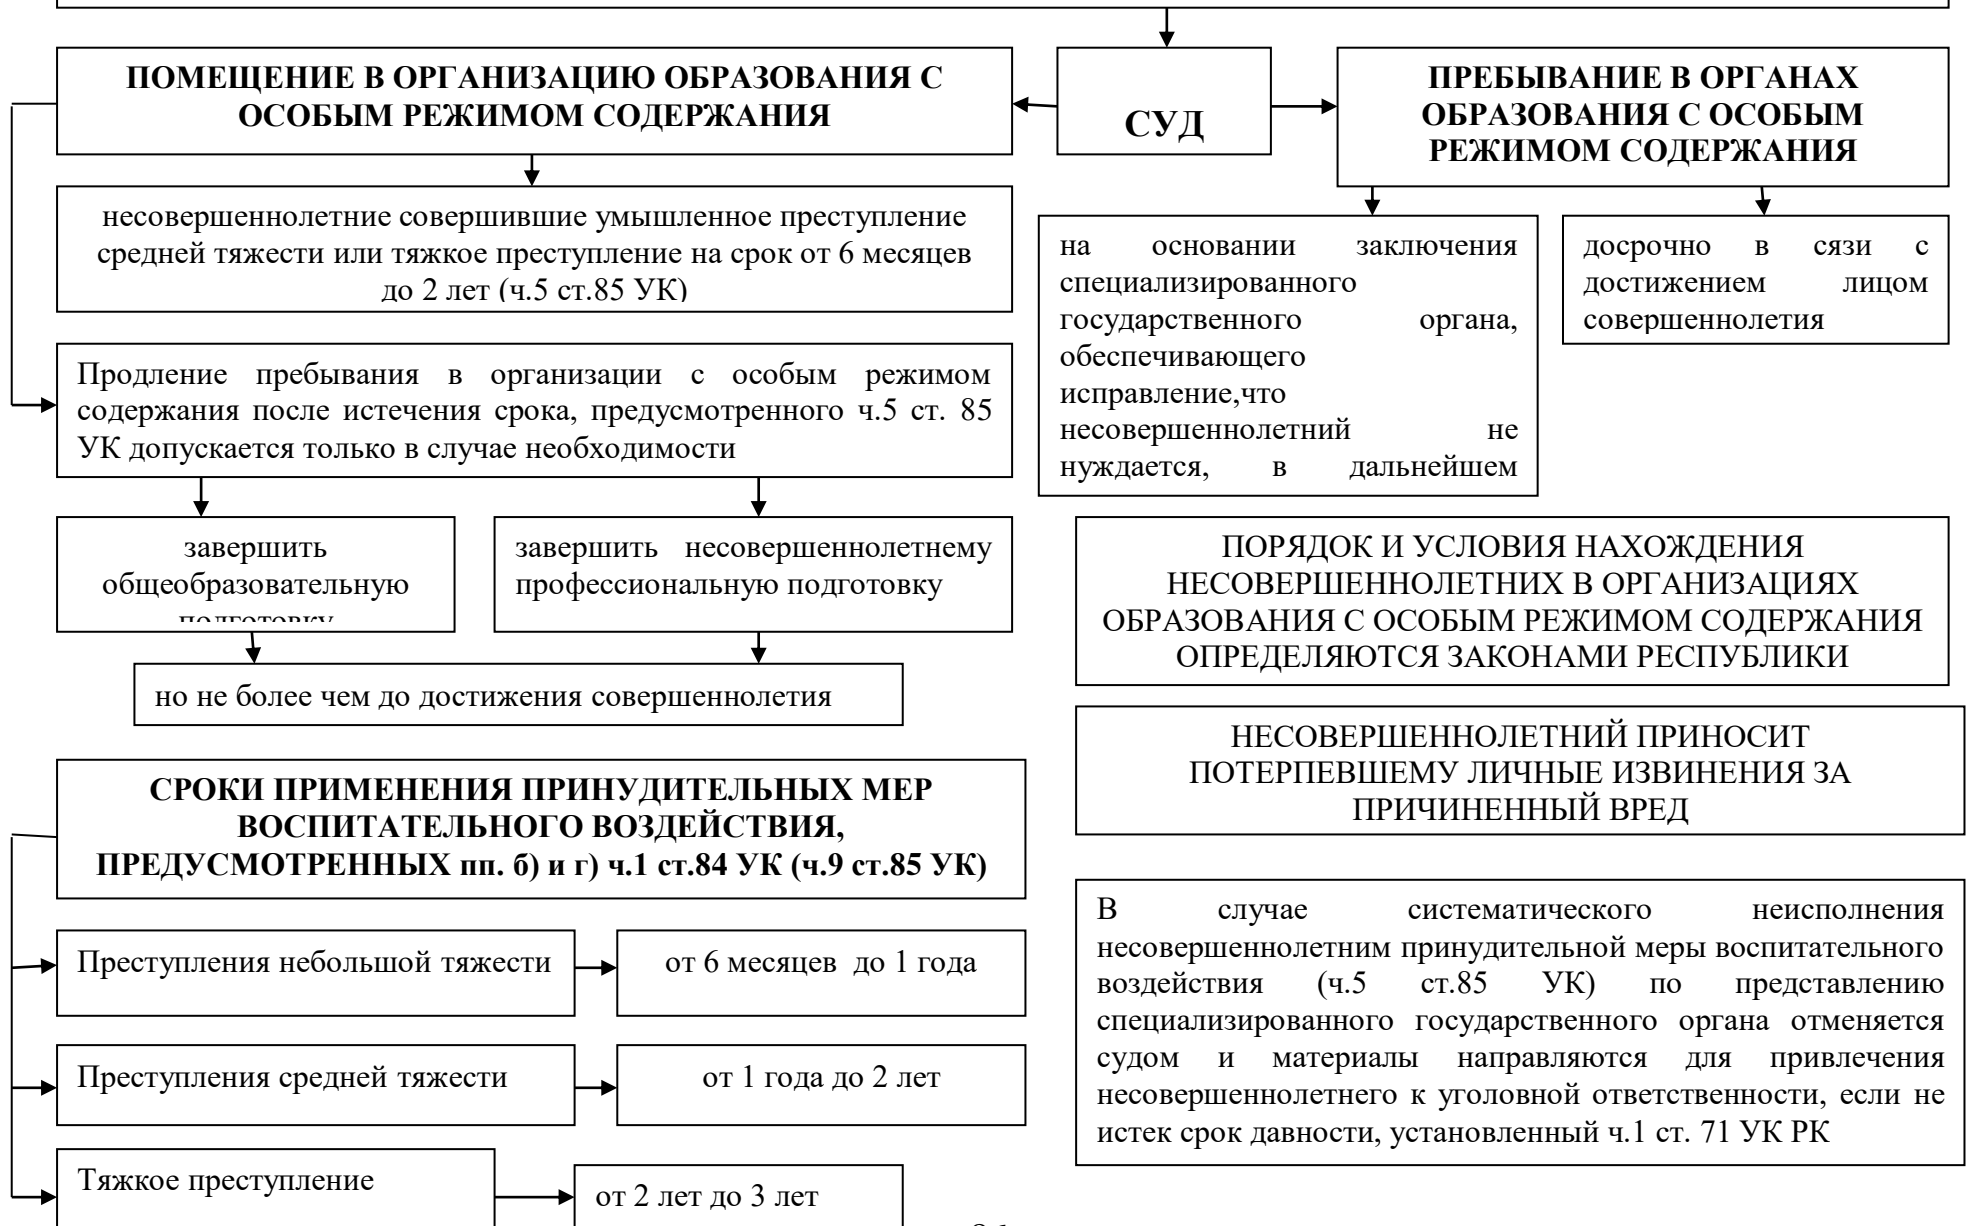 ПОМЕЩЕНИЕ В ОРГАНИЗАЦИЮ ОБРАЗОВАНИЯ С
ОСОБЫМ РЕЖИМОМ СОДЕРЖАНИЯ
СУД
ПРЕБЫВАНИЕ В ОРГАНАХ
ОБРАЗОВАНИЯ С ОСОБЫМ
РЕЖИМОМ СОДЕРЖАНИЯ
несовершеннолетние совершившие умышленное преступление
средней тяжести или тяжкое преступление на срок от 6 месяцев
до 2 лет (ч.5 ст.85 УК)
на основании заключения
специализированного
государственного органа,
обеспечивающего
исправление,что
несовершеннолетний не
нуждается, в дальнейшем
досрочно в сязи с
достижением лицом
совершеннолетия
Продление пребывания в организации с особым режимом
содержания после истечения срока, предусмотренного ч.5 ст. 85
УК допускается только в случае необходимости
завершить
общеобразовательную
подготовку
завершить несовершеннолетнему
профессиональную подготовку
но не более чем до достижения совершеннолетия
ПОРЯДОК И УСЛОВИЯ НАХОЖДЕНИЯ
НЕСОВЕРШЕННОЛЕТНИХ В ОРГАНИЗАЦИЯХ
ОБРАЗОВАНИЯ С ОСОБЫМ РЕЖИМОМ СОДЕРЖАНИЯ
ОПРЕДЕЛЯЮТСЯ ЗАКОНАМИ РЕСПУБЛИКИ
НЕСОВЕРШЕННОЛЕТНИЙ ПРИНОСИТ
ПОТЕРПЕВШЕМУ ЛИЧНЫЕ ИЗВИНЕНИЯ ЗА
ПРИЧИНЕННЫЙ ВРЕД
СРОКИ ПРИМЕНЕНИЯ ПРИНУДИТЕЛЬНЫХ МЕР
ВОСПИТАТЕЛЬНОГО ВОЗДЕЙСТВИЯ,
ПРЕДУСМОТРЕННЫХ пп. б) и г) ч.1 ст.84 УК (ч.9 ст.85 УК)
Преступления небольшой тяжести
от 6 месяцев до 1 года
Преступления средней тяжести
от 1 года до 2 лет
Тяжкое преступление
от 2 лет до 3 лет
В случае систематического неисполнения
несовершеннолетним принудительной меры воспитательного
воздействия (ч.5 ст.85 УК) по представлению
специализированного государственного органа отменяется
судом и материалы направляются для привлечения
несовершеннолетнего к уголовной ответственности, если не
истек срок давности, установленный ч.1 ст. 71 УК РК